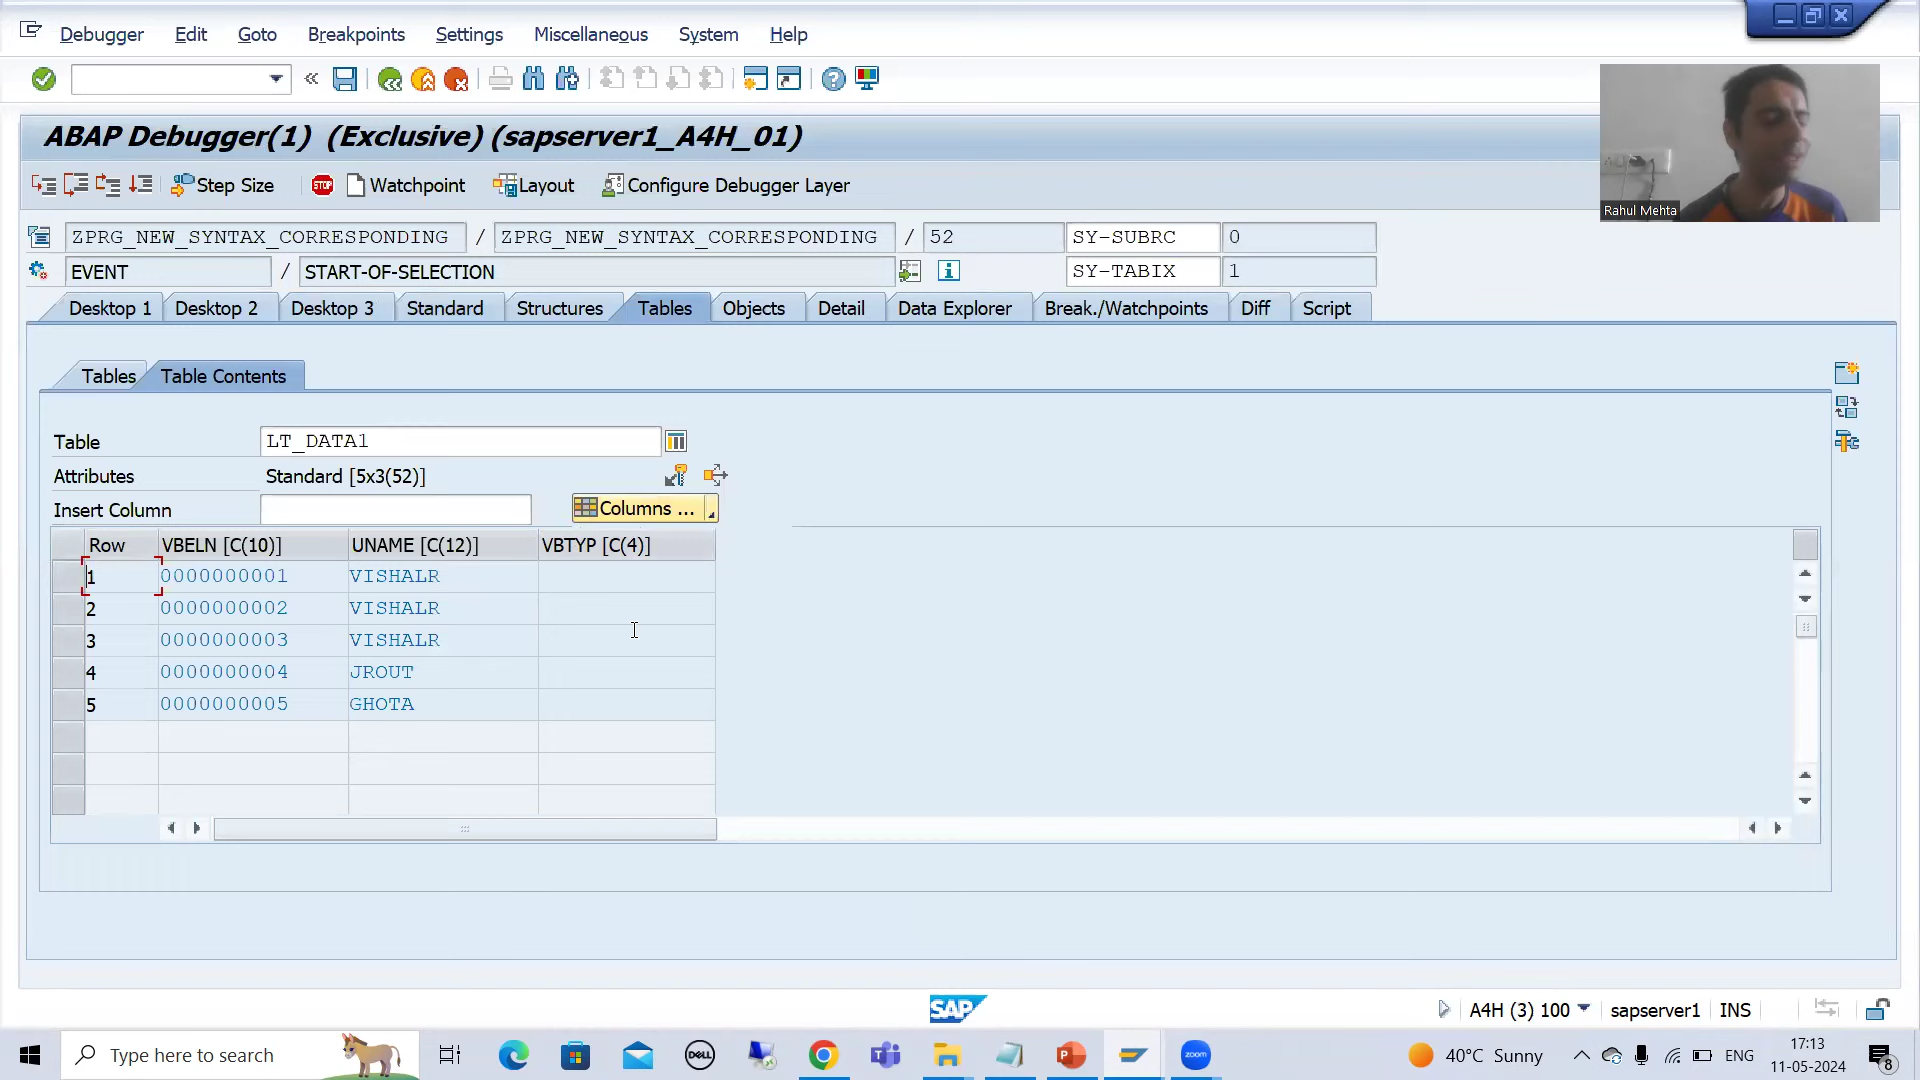 Debugger Edit Goto Breakpoints Settings Miscellaneous System Help
ABAP Debugger(1) (Exclusive) (sapserver1_A4H_01)
Step Size STOP Watchpoint Layout Configure Debugger Layer
Rahul Mehta
ZPRG_NEW_SYNTAX_CORRESPONDING / ZPRG_NEW_SYNTAX_CORRESPONDING / 52 SY-SUBRC 0
EVENT / START-OF-SELECTION SY-TABIX 1
Desktop 1 Desktop 2 Desktop 3 Standard Structures Tables Objects Detail Data Explorer Break./Watchpoints Diff Script
Tables Table Contents
Table LT_DATA1
Attributes Standard [5x3(52)]
Insert Column Columns ...
Row VBELN [C(10)] UNAME [C(12)] VBTYP [C(4)]
1 0000000001 VISHALR
2 0000000002 VISHALR
3 0000000003 VISHALR
4 0000000004 JROUT
5 0000000005 GHOTA
SAP A4H (3) 100 sapserver1 INS
Type here to search DELL zoom 40°C Sunny ENG 17:13
11-05-2024 8